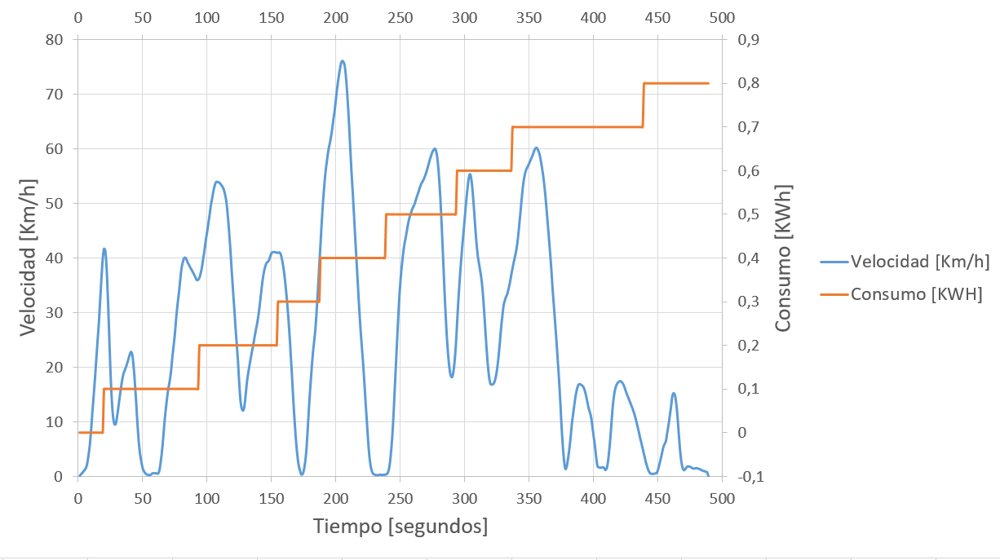 0 50 100 150 200 250 300 350 400 450 500
80 0,9
0,8
70
0,7
60
0,6
50
0,5
40 0,4
0,3
30
0,2
20
0,1
10
0
0 -0,1
0 50 100 150 200 250 300 350 400 450 500
Velocidad [Km/h]
Consumo [KWh]
Tiempo [segundos]
Velocidad [Km/h]
Consumo [KWH]